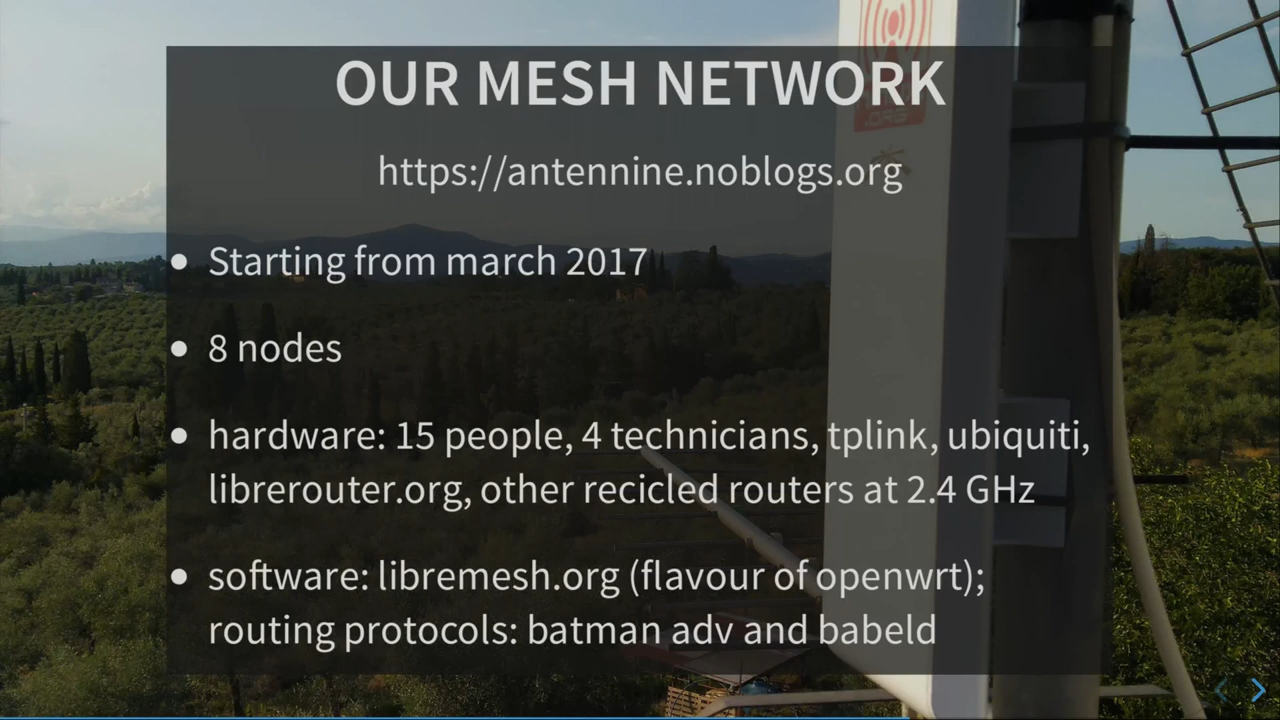 OUR MESH NETWORK
https://antennine.noblogs.org
• Starting from march 2017
• 8 nodes
• hardware: 15 people, 4 technicians, tplink, ubiquiti,
librerouter.org, other recicled routers at 2.4 GHz
• software: libremesh.org (flavour of openwrt);
routing protocols: batman adv and babeld
.ORG